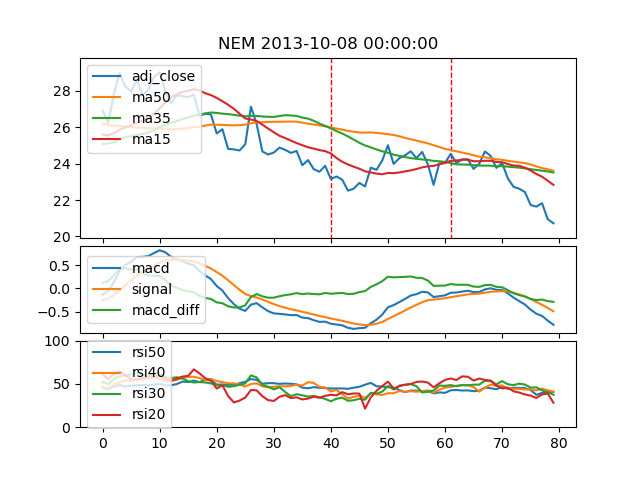 NEM 2013-10-08 00:00:00
28
26
24
22
20
adj_close
ma50
ma35
ma15
0.5
0.0
−0.5
macd
signal
macd_diff
100
50
0
rsi50
rsi40
rsi30
rsi20
0 10 20 30 40 50 60 70 80